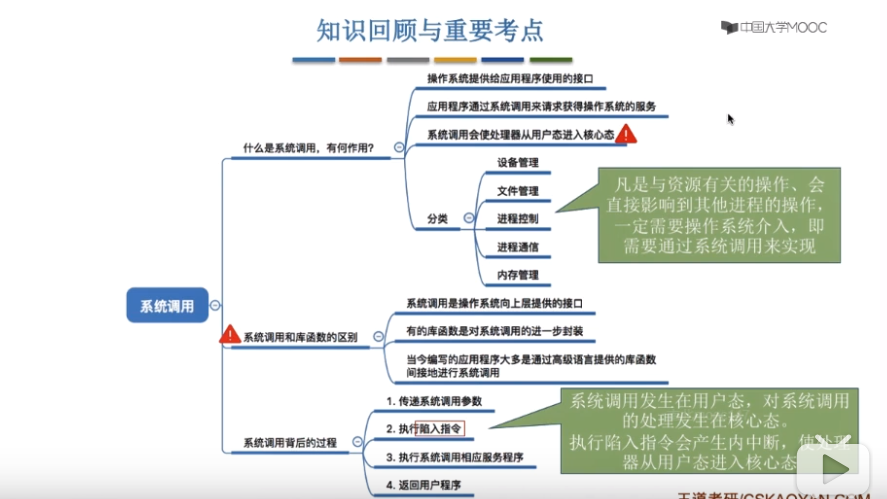 知识回顾与重要考点
中国大学MOOC
操作系统提供给应用程序使用的接口
应用程序通过系统调用来请求获得操作系统的服务
什么是系统调用，有何作用？
系统调用会使处理器从用户态进入核心态
分类
设备管理
文件管理
进程控制
进程通信
内存管理
凡是与资源有关的操作、会
直接影响到其他进程的操作，
一定需要操作系统介入，即
需要通过系统调用来实现
系统调用
系统调用和库函数的区别
系统调用是操作系统向上层提供的接口
有的库函数是对系统调用的进一步封装
当今编写的应用程序大多是通过高级语言提供的库函数
间接地进行系统调用
系统调用背后的过程
1. 传递系统调用参数
2. 执行陷入指令
3. 执行系统调用相应服务程序
4. 返回用户程序
系统调用发生在用户态，对系统调用
的处理发生在核心态。
执行陷入指令会产生内中断，使处理
器从用户态进入核心态
王道考研/CSKAOYAN.COM